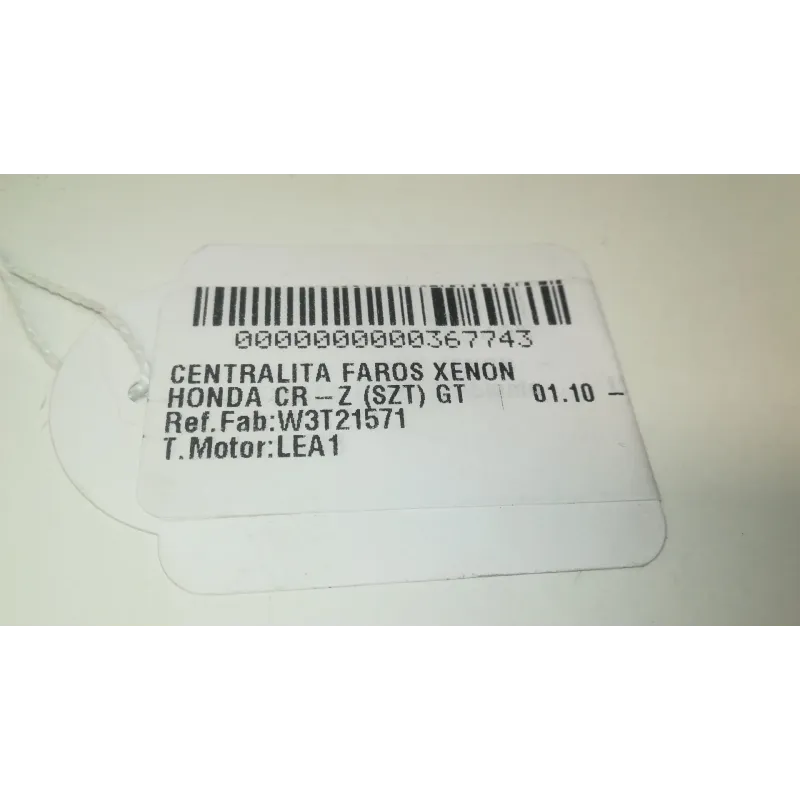 0000000000367743
CENTRALITA FAROS XENON
HONDA CR-Z (SZT) GT | 01.10 -
Ref.Fab:W3T21571
T.Motor:LEA1